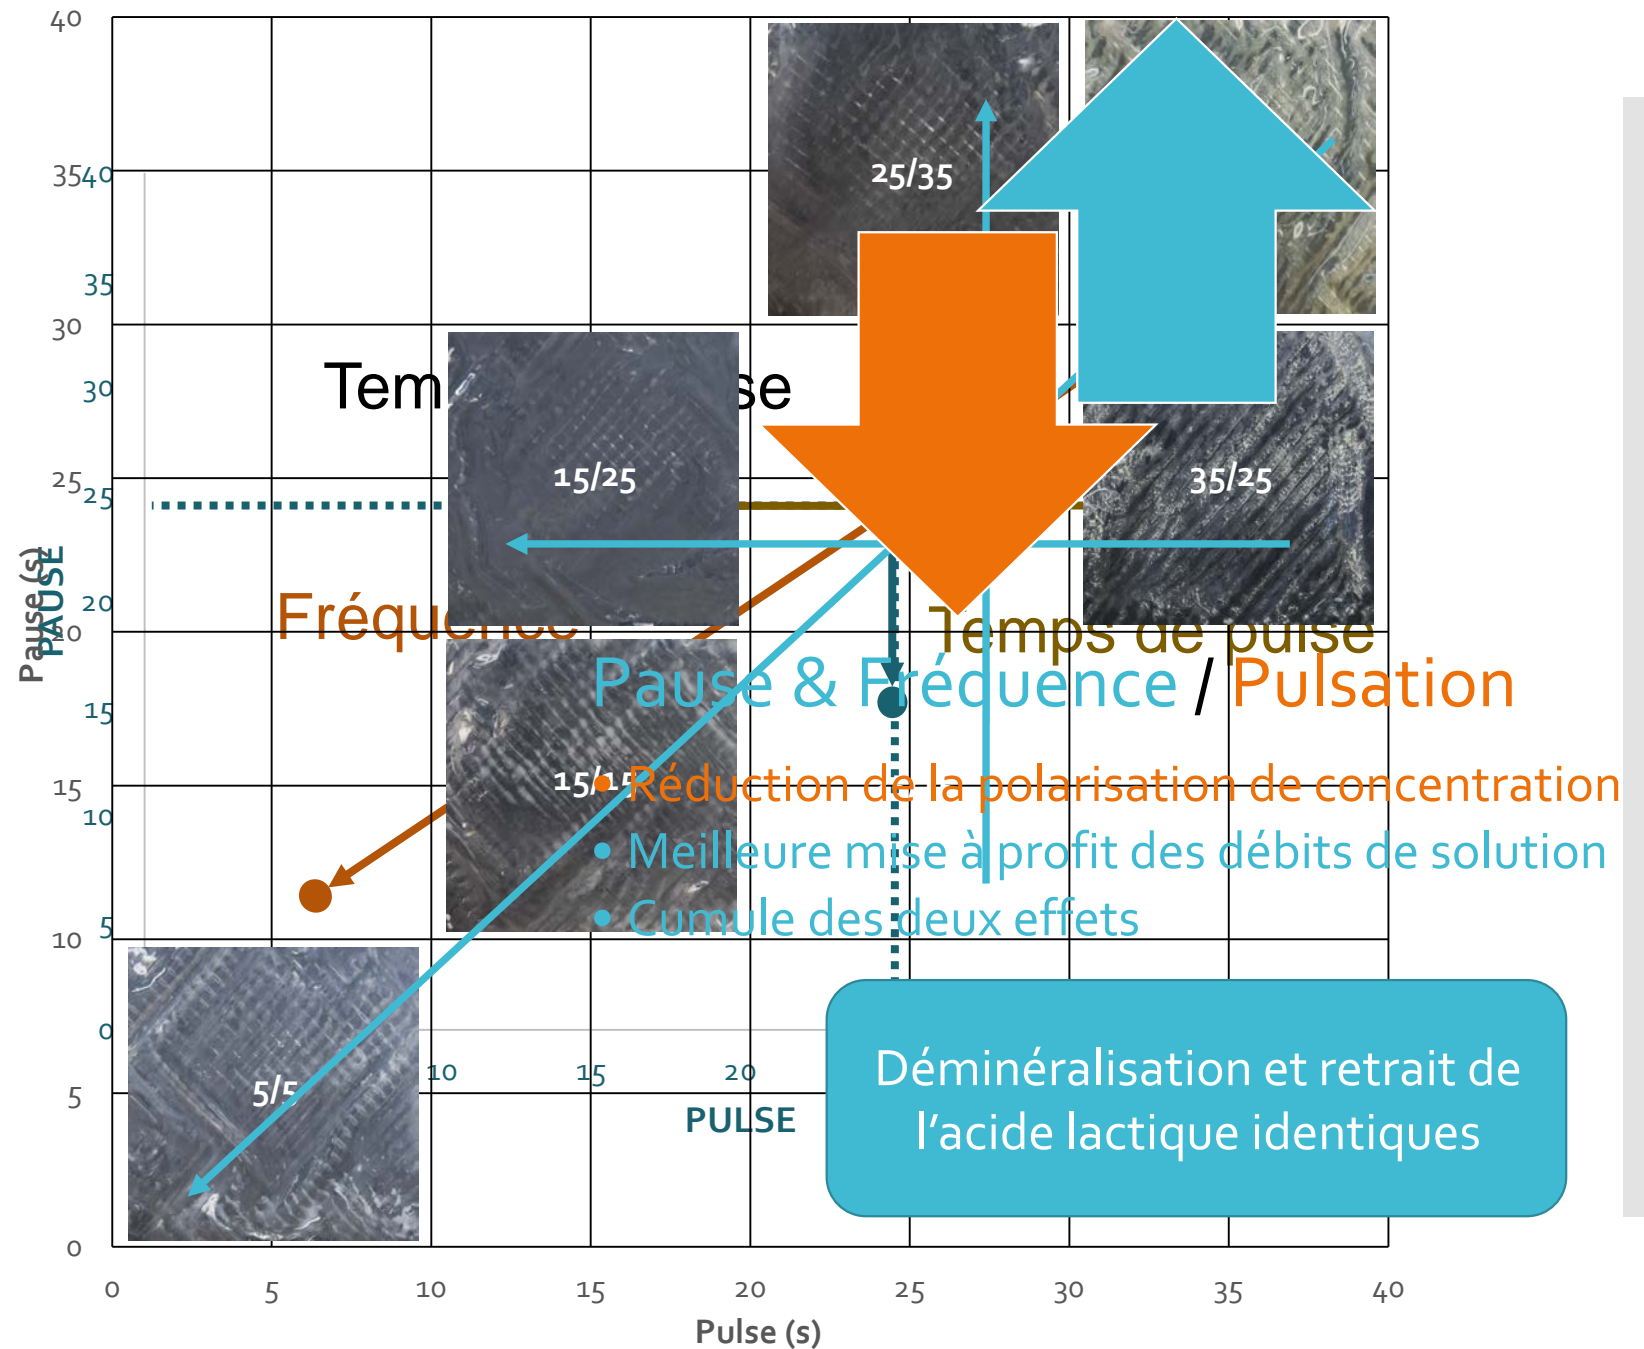 40
35
30
25
20
15
10
5
0
40
35
30
25
20
15
10
5
0
Pause (s)
PAUSE
25/35
Tem se
15/25
35/25
Fréquence
Temps de pulse
Pause & Fréquence / Pulsation
15/15
• Réduction de la polarisation de concentration
• Meilleure mise à profit des débits de solution
• Cumule des deux effets
5/5
10 15 20
PULSE
Déminéralisation et retrait de
l'acide lactique identiques
0 5 10 15 20 25 30 35 40
Pulse (s)